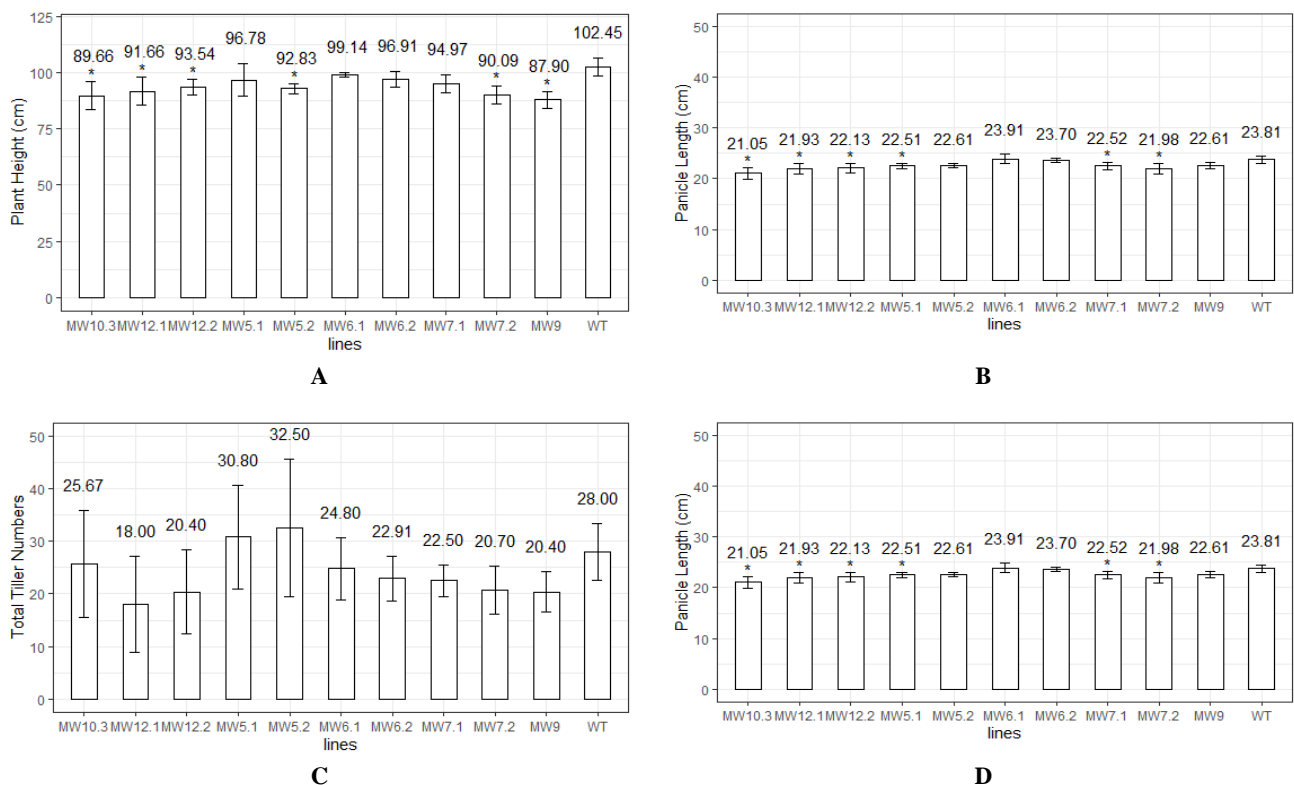 125
100
75
50
25
0
Plant Height (cm)
89.66 91.66 93.54 96.78 92.83 99.14 96.91 94.97 90.09 87.90 102.45
* * * * * *
MW10.3 MW12.1 MW12.2 MW5.1 MW5.2 MW6.1 MW6.2 MW7.1 MW7.2 MW9 WT
lines
A
50
40
30
20
10
0
Panicle Length (cm)
21.05 21.93 22.13 22.51 22.61 23.91 23.70 22.52 21.98 22.61 23.81
* * * * * *
MW10.3 MW12.1 MW12.2 MW5.1 MW5.2 MW6.1 MW6.2 MW7.1 MW7.2 MW9 WT
lines
B
50
40
30
20
10
0
Total Tiller Numbers
25.67 18.00 20.40 30.80 32.50 24.80 22.91 22.50 20.70 20.40 28.00
MW10.3 MW12.1 MW12.2 MW5.1 MW5.2 MW6.1 MW6.2 MW7.1 MW7.2 MW9 WT
lines
C
50
40
30
20
10
0
Panicle Length (cm)
21.05 21.93 22.13 22.51 22.61 23.91 23.70 22.52 21.98 22.61 23.81
* * * * * *
MW10.3 MW12.1 MW12.2 MW5.1 MW5.2 MW6.1 MW6.2 MW7.1 MW7.2 MW9 WT
lines
D